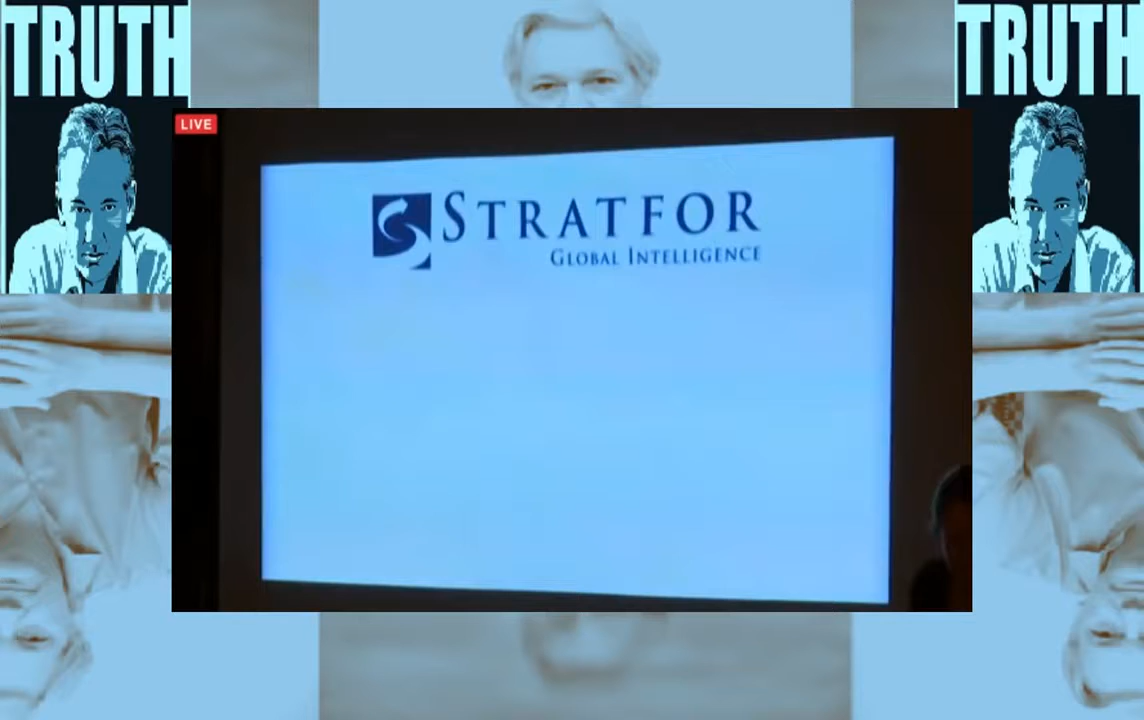 TRUTH
TRUTH
LIVE
STRATFOR
GLOBAL INTELLIGENCE